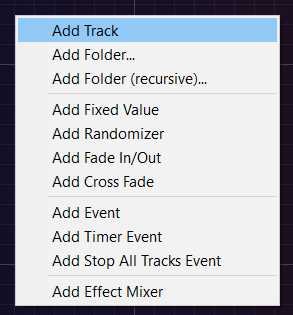 Add Track
Add Folder...
Add Folder (recursive)...
Add Fixed Value
Add Randomizer
Add Fade In/Out
Add Cross Fade
Add Event
Add Timer Event
Add Stop All Tracks Event
Add Effect Mixer